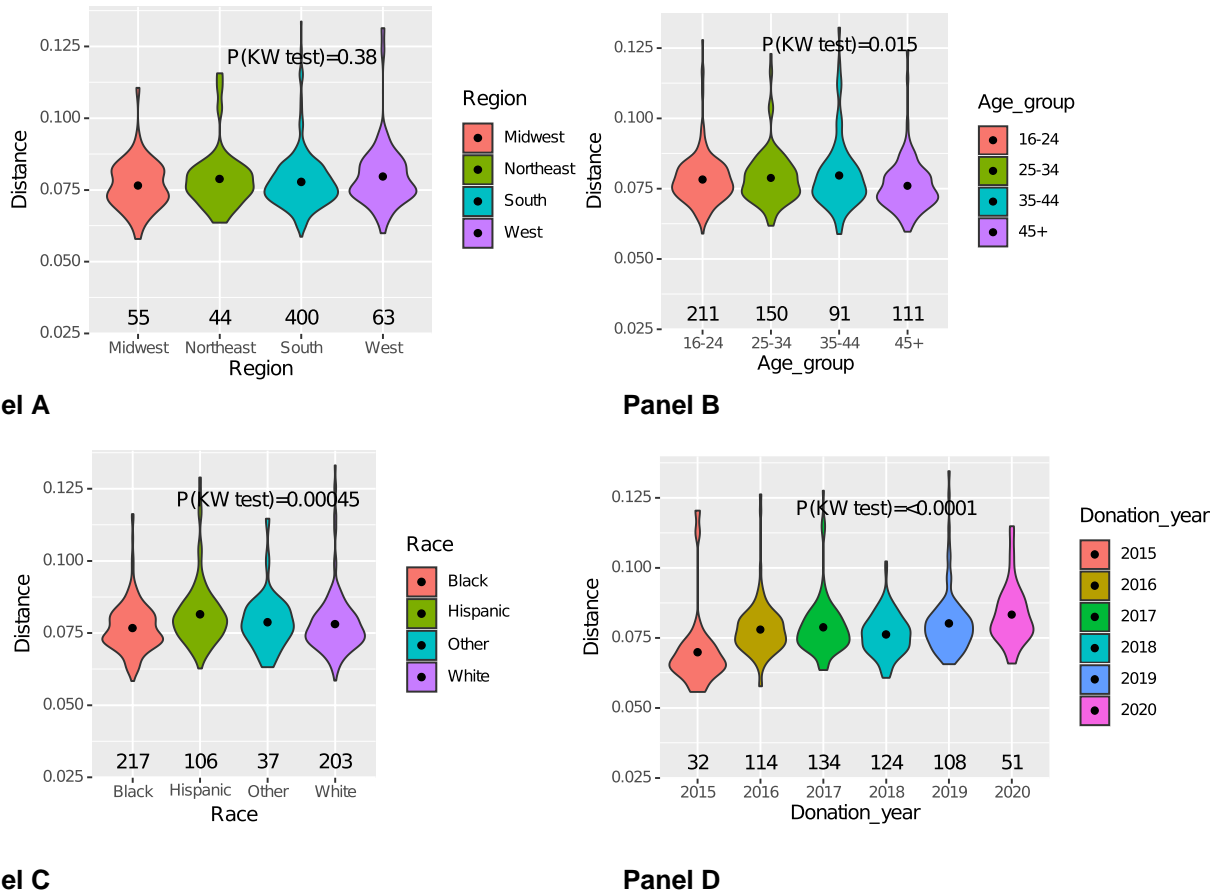 P(KW test)=0.38
Distance
0.125
0.100
0.075
0.050
0.025
55 44 400 63
Midwest Northeast South West
Region
Region
Midwest
Northeast
South
West
el A
P(KW test)=0.015
Distance
0.125
0.100
0.075
0.050
0.025
211 150 91 111
16-24 25-34 35-44 45+
Age_group
Age_group
16-24
25-34
35-44
45+
Panel B
P(KW test)=0.00045
Distance
0.125
0.100
0.075
0.050
0.025
217 106 37 203
Black Hispanic Other White
Race
Race
Black
Hispanic
Other
White
el C
P(KW test)=<0.0001
Distance
0.125
0.100
0.075
0.050
0.025
32 114 134 124 108 51
2015 2016 2017 2018 2019 2020
Donation_year
Donation_year
2015
2016
2017
2018
2019
2020
Panel D